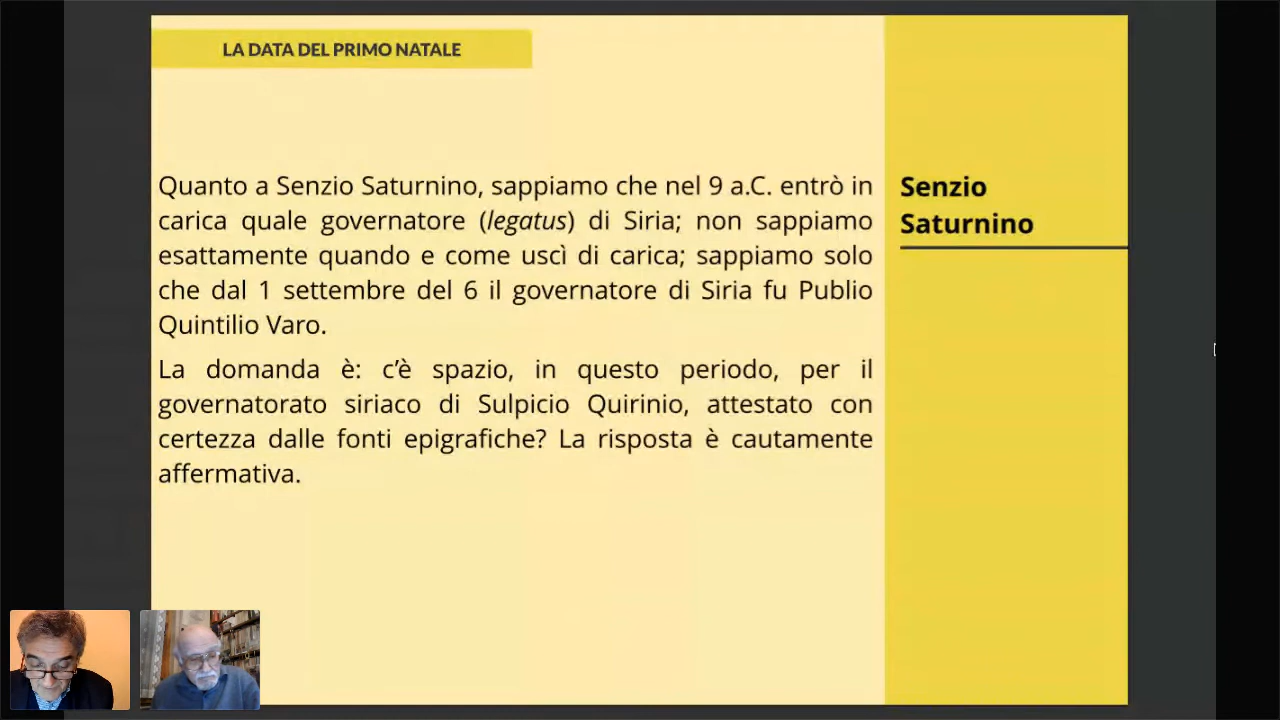 LA DATA DEL PRIMO NATALE
Quanto a Senzio Saturnino, sappiamo che nel 9 a.C. entrò in
carica quale governatore (legatus) di Siria; non sappiamo
esattamente quando e come uscì di carica; sappiamo solo
che dal 1 settembre del 6 il governatore di Siria fu Publio
Quintilio Varo.
La domanda è: c’è spazio, in questo periodo, per il
governatorato siriaco di Sulpicio Quirinio, attestato con
certezza dalle fonti epigrafiche? La risposta è cautamente
affermativa.
Senzio
Saturnino